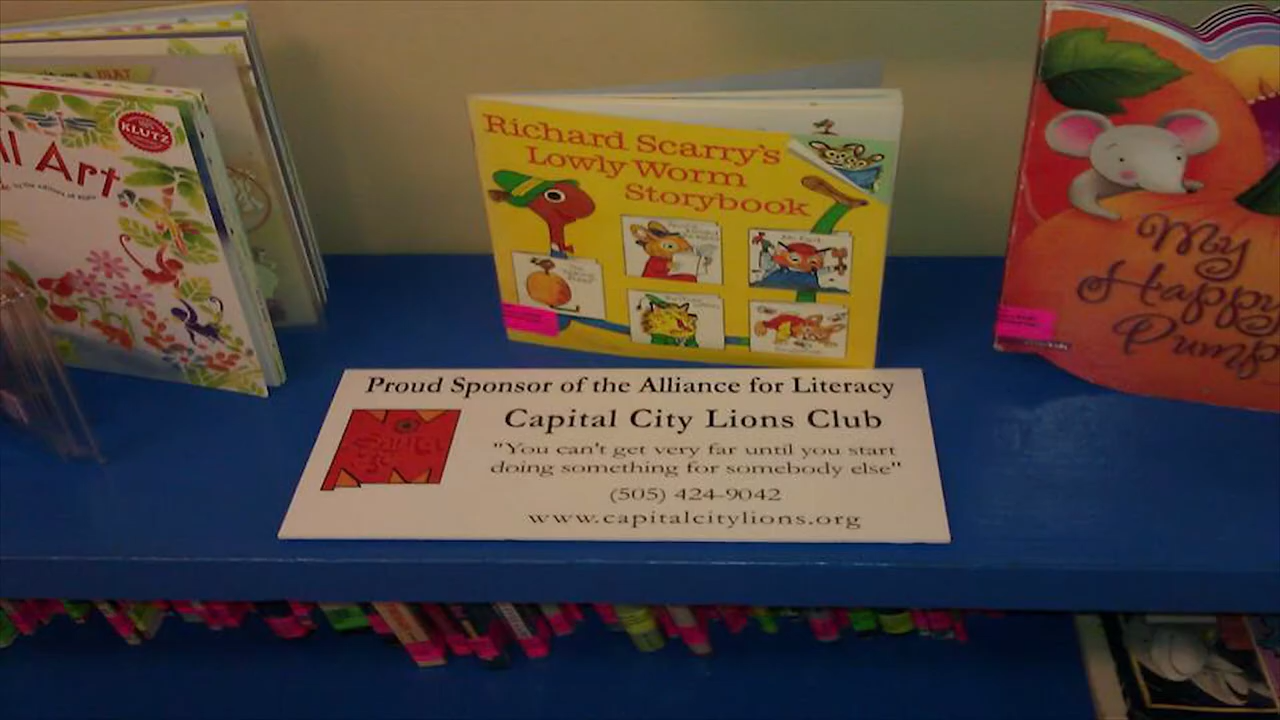 KLUTZ
Art
Richard Scarry's
Lowly Worm
Storybook
My
Happy
Proud Sponsor of the Alliance for Literacy
Capital City Lions Club
"You can't get very far until you start
doing something for somebody else"
(505) 424-9042
www.capitalcitylions.org